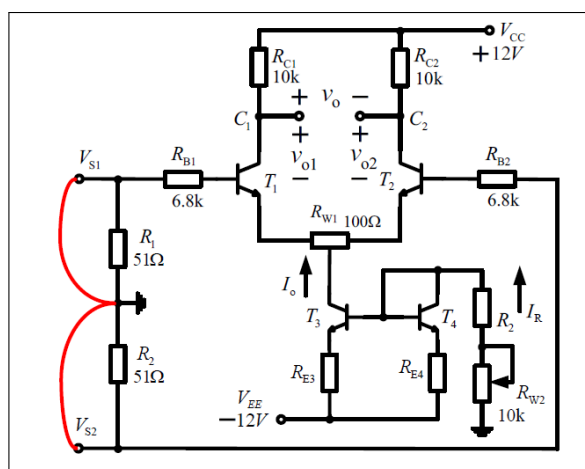 V_CC
+12V
R_C1
10k
R_C2
10k
+ v_o −
C_1
C_2
+
v_o1
−
+
v_o2
−
V_S1
R_B1
6.8k
T_1
T_2
R_B2
6.8k
R_W1
100Ω
R_1
51Ω
I_o
T_3
T_4
R_2
I_R
R_2
51Ω
R_E3
R_E4
R_W2
10k
V_EE
−12V
V_S2